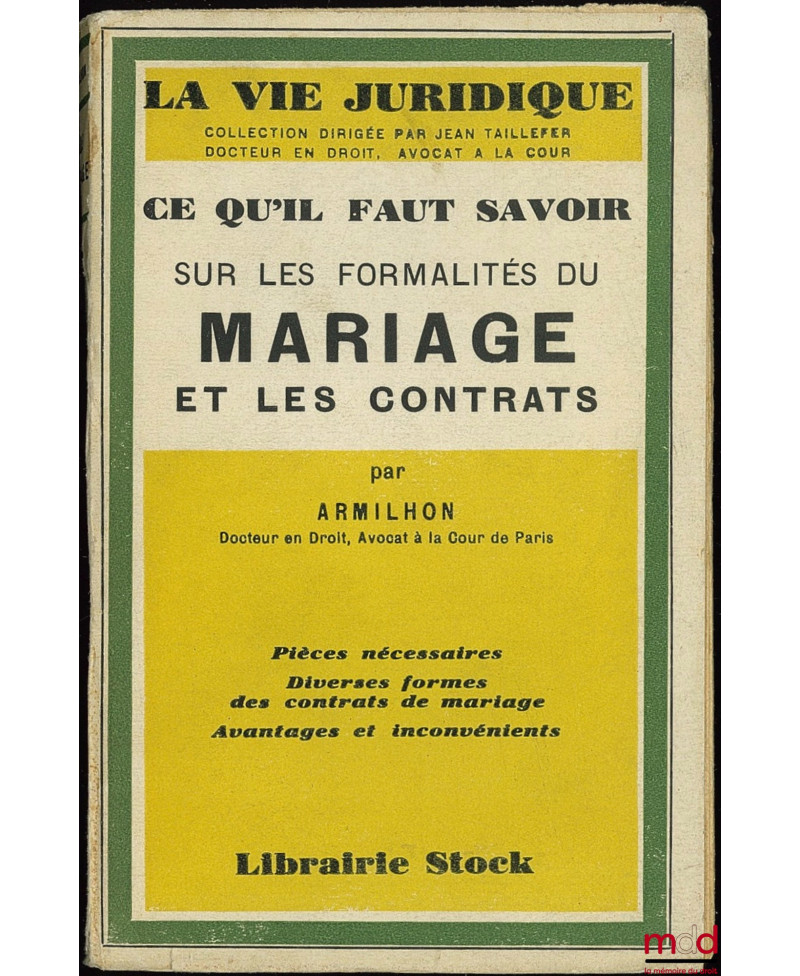 LA VIE JURIDIQUE
COLLECTION DIRIGÉE PAR JEAN TAILLEFER
DOCTEUR EN DROIT, AVOCAT A LA COUR
CE QU'IL FAUT SAVOIR
SUR LES FORMALITÉS DU
MARIAGE
ET LES CONTRATS
par
ARMILHON
Docteur en Droit, Avocat à la Cour de Paris
Pièces nécessaires
Diverses formes
des contrats de mariage
Avantages et inconvénients
Librairie Stock
mdd
la mémoire du droit